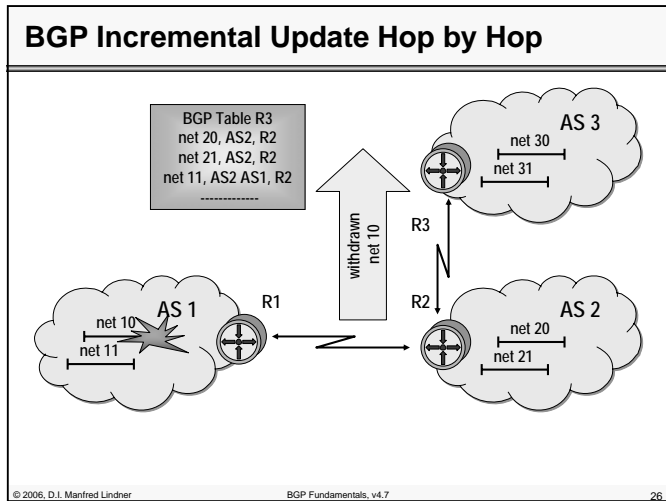 BGP Incremental Update Hop by Hop
BGP Table R3
net 20, AS2, R2
net 21, AS2, R2
net 11, AS2 AS1, R2
-------------
withdrawn
net 10
AS 3
net 30
net 31
R3
R2
AS 1
R1
net 10
net 11
AS 2
net 20
net 21
© 2006, D.I. Manfred Lindner
BGP Fundamentals, v4.7
26